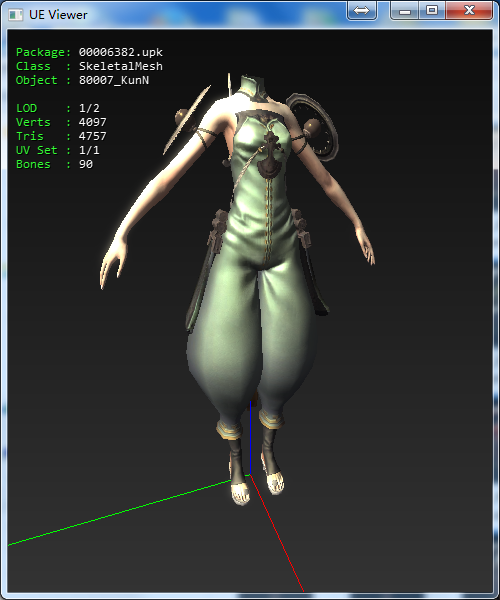 UE Viewer
Package: 00006382.upk
Class : SkeletalMesh
Object : 80007_KunN
LOD : 1/2
Verts : 4097
Tris : 4757
UV Set : 1/1
Bones : 90